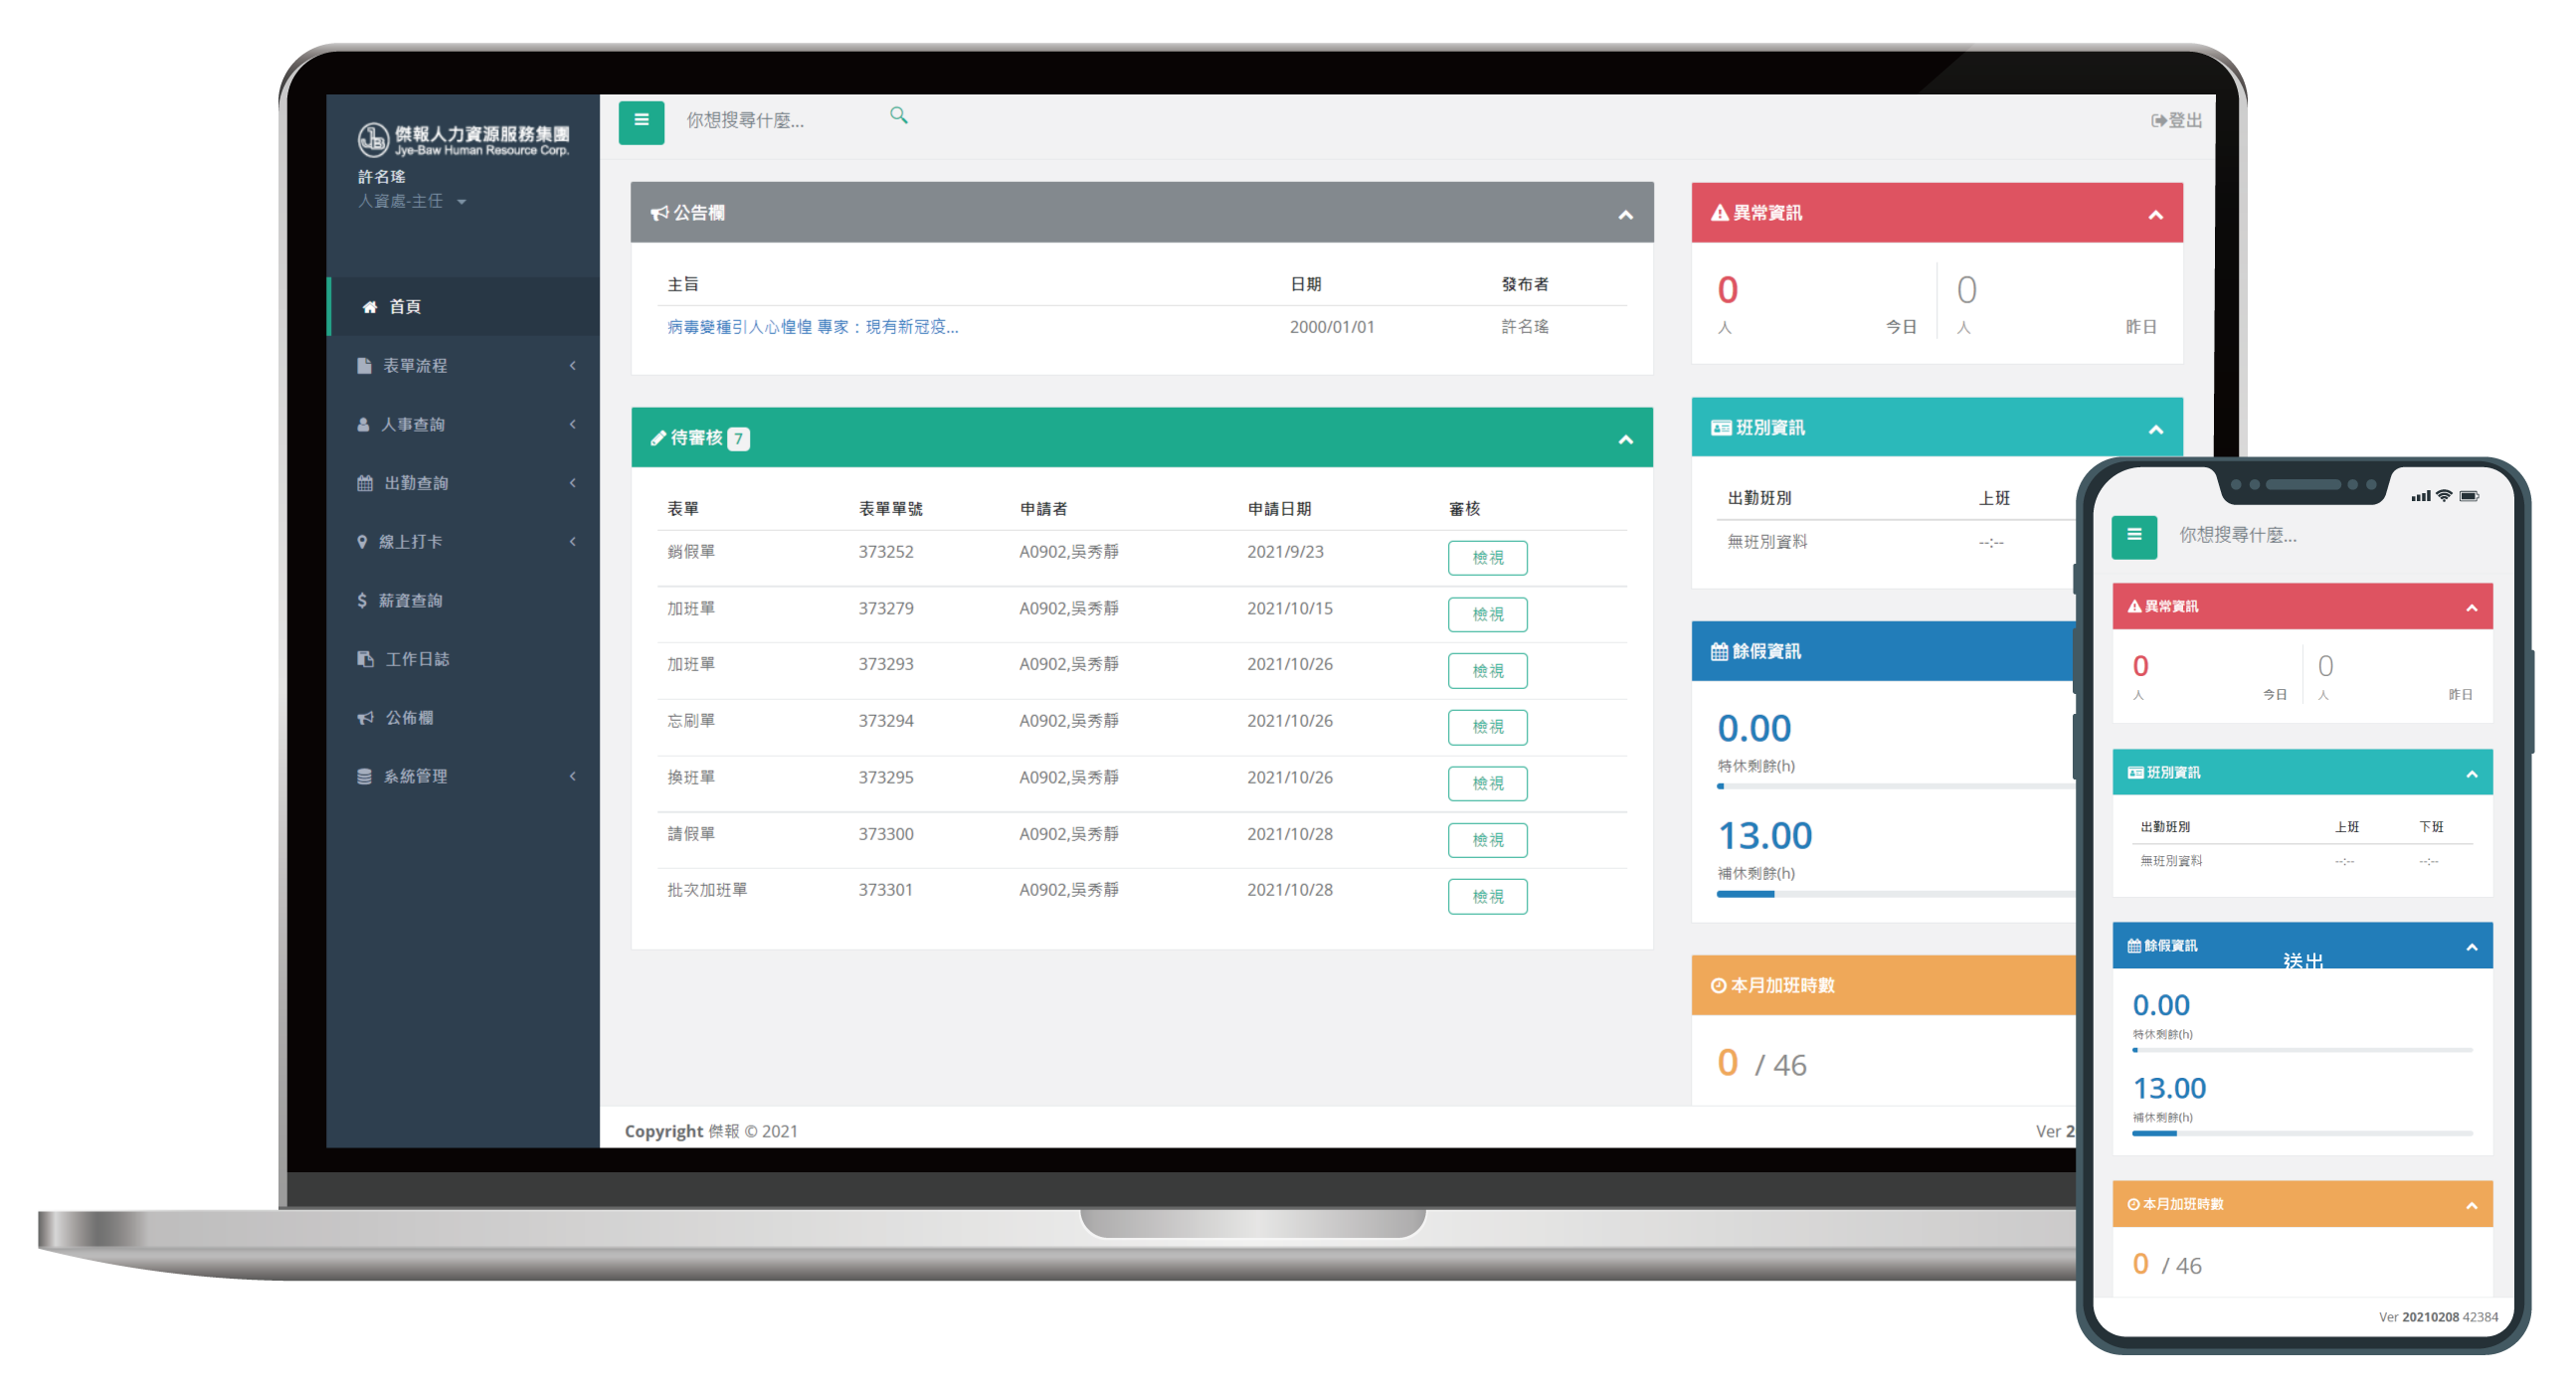 傑報人力資源服務集團
Jye-Baw Human Resource Corp.
許名瑤
人資處-主任
首頁
表單流程
人事查詢
出勤查詢
線上打卡
薪資查詢
工作日誌
公佈欄
系統管理
你想搜尋什麼...
登出
公告欄
主旨 日期 發布者
病毒變種引人心惶惶 專家：現有新冠疫... 2000/01/01 許名瑤
待審核 7
表單 表單單號 申請者 申請日期 審核
銷假單 373252 A0902,吳秀靜 2021/9/23 檢視
加班單 373279 A0902,吳秀靜 2021/10/15 檢視
加班單 373293 A0902,吳秀靜 2021/10/26 檢視
忘刷單 373294 A0902,吳秀靜 2021/10/26 檢視
換班單 373295 A0902,吳秀靜 2021/10/26 檢視
請假單 373300 A0902,吳秀靜 2021/10/28 檢視
批次加班單 373301 A0902,吳秀靜 2021/10/28 檢視
異常資訊
0 0
人 今日 人 昨日
班別資訊
出勤班別 上班
無班別資料 --:--
餘假資訊
0.00
特休剩餘(h)
13.00
補休剩餘(h)
本月加班時數
0 / 46
Copyright 傑報 © 2021
Ver 2
你想搜尋什麼...
異常資訊
0 0
人 今日 人 昨日
班別資訊
出勤班別 上班 下班
無班別資料 --:-- --:--
餘假資訊
送出
0.00
特休剩餘(h)
13.00
補休剩餘(h)
本月加班時數
0 / 46
Ver 20210208 42384